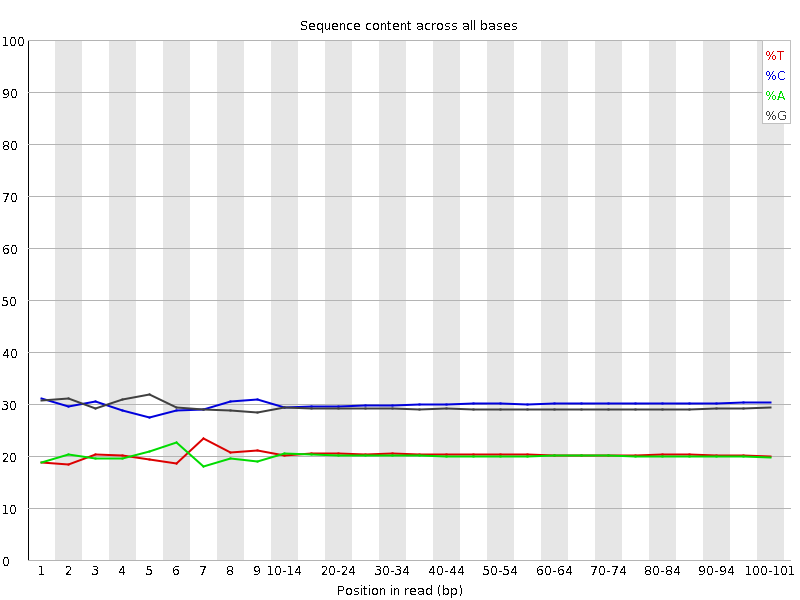 Sequence content across all bases
100
90
80
70
60
50
40
30
20
10
0
%T
%C
%A
%G
1 2 3 4 5 6 7 8 9 10-14 20-24 30-34 40-44 50-54 60-64 70-74 80-84 90-94 100-101
Position in read (bp)